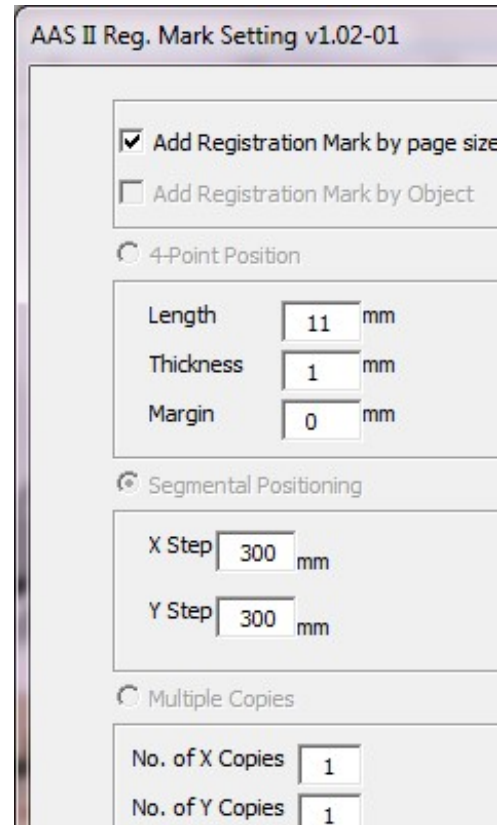 AAS II Reg. Mark Setting v1.02-01
Add Registration Mark by page size
Add Registration Mark by Object
4-Point Position
Length 11 mm
Thickness 1 mm
Margin 0 mm
Segmental Positioning
X Step 300 mm
Y Step 300 mm
Multiple Copies
No. of X Copies 1
No. of Y Copies 1